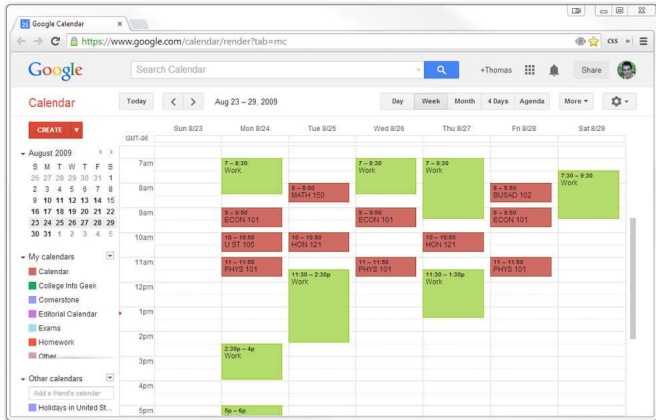 Google Calendar
https://www.google.com/calendar/render?tab=mc
css
Google
Search Calendar
+Thomas
Share
Calendar
Today
Aug 23 – 29, 2009
Day
Week
Month
4 Days
Agenda
More
CREATE
GMT-06
Sun 8/23
Mon 8/24
Tue 8/25
Wed 8/26
Thu 8/27
Fri 8/28
Sat 8/29
August 2009
S M T W T F S
26 27 28 29 30 31 1
2 3 4 5 6 7 8
9 10 11 12 13 14 15
16 17 18 19 20 21 22
23 24 25 26 27 28 29
30 31 1 2 3 4 5
My calendars
Calendar
College Info Geek
Cornerstone
Editorial Calendar
Exams
Homework
Other
Other calendars
Add a friend's calendar
Holidays in United St...
7am
8am
9am
10am
11am
12pm
1pm
2pm
3pm
4pm
5pm
7 – 8:30
Work
9 – 9:50
ECON 101
10 – 10:50
U ST 105
11 – 11:50
PHYS 101
2:30p – 4p
Work
5p – 6p
8 – 8:50
MATH 150
10 – 10:50
HON 121
11:30 – 2:30p
Work
7 – 8:30
Work
9 – 9:50
ECON 101
11 – 11:50
PHYS 101
7 – 9:30
Work
10 – 10:50
HON 121
11:30 – 1:30p
Work
8 – 8:50
BUSAD 102
9 – 9:50
ECON 101
11 – 11:50
PHYS 101
7:30 – 9:30
Work